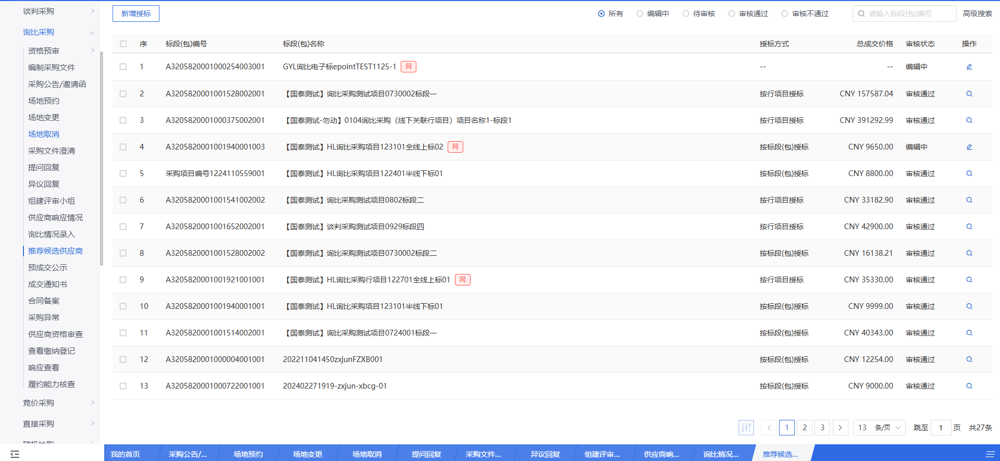 谈判采购
询比采购
资格预审
编制采购文件
采购公告/邀请函
场地预约
场地变更
场地取消
采购文件澄清
提问回复
异议回复
组建评审小组
供应商响应情况
询比情况录入
推荐候选供应商
预成交公示
成交通知书
合同备案
采购异常
供应商资格审查
查看缴纳登记
响应查看
履约能力核查
竞价采购
直接采购
新增授标 所有 编辑中 待审核 审核通过 审核不通过 请输入标段(包)编号 高级搜索
序 标段(包)编号 标段(包)名称 授标方式 总成交价格 审核状态 操作
1 A3205820001000254003001 GYL询比电子标epointTEST1125-1 网 -- -- 编辑中
2 A3205820001001528002001 【国泰测试】询比采购测试项目0730002标段一 按行项目授标 CNY 157587.04 审核通过
3 A3205820001000375002001 【国泰测试-勿动】0104询比采购（线下关联行项目）项目名称1-标段1 按行项目授标 CNY 391292.99 审核通过
4 A3205820001001940001003 【国泰测试】HL询比采购项目123101全线上标02 网 按标段(包)授标 CNY 9650.00 编辑中
5 采购项目编号1224110559001 【国泰测试】HL询比采购项目122401半线下标01 按标段(包)授标 CNY 8800.00 审核通过
6 A3205820001001541002002 【国泰测试】询比采购测试项目0802标段二 按行项目授标 CNY 33182.90 审核通过
7 A3205820001001652002001 【国泰测试】谈判采购测试项目0929标段四 按行项目授标 CNY 42900.00 审核通过
8 A3205820001001528002002 【国泰测试】询比采购测试项目0730002标段二 按标段(包)授标 CNY 16138.21 审核通过
9 A3205820001001921001001 【国泰测试】HL询比采购行项目122701全线上标01 网 按行项目授标 CNY 35330.00 审核通过
10 A3205820001001940001001 【国泰测试】HL询比采购项目123101半线下标01 按标段(包)授标 CNY 9999.00 审核通过
11 A3205820001001514002001 【国泰测试】询比采购测试项目0724001标段一 按标段(包)授标 CNY 40343.00 审核通过
12 A3205820001000004001001 202211041450zxjunFZXB001 按标段(包)授标 CNY 12254.00 审核通过
13 A3205820001000722001001 202402271919-zxjun-xbcg-01 按标段(包)授标 CNY 9000.00 审核通过
1 2 3 13 条/页 跳至 1 页 共27条
我的首页 采购公告/... 场地预约 场地变更 场地取消 提问回复 采购文件... 异议回复 组建评审... 供应商响... 询比情况... 推荐候选...